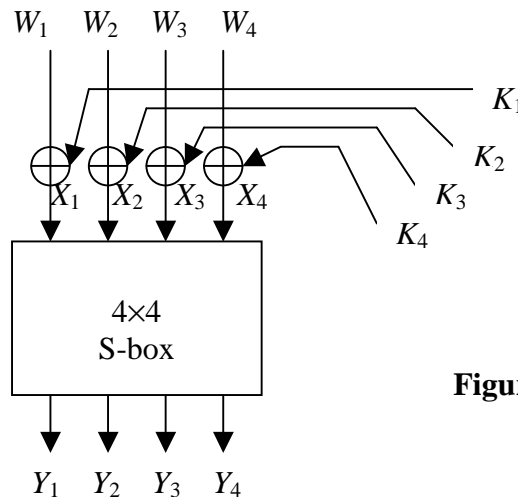 W1 W2 W3 W4
K1
K2
X1 X2 X3 X4
K3
K4
4×4
S-box
Figur
Y1 Y2 Y3 Y4